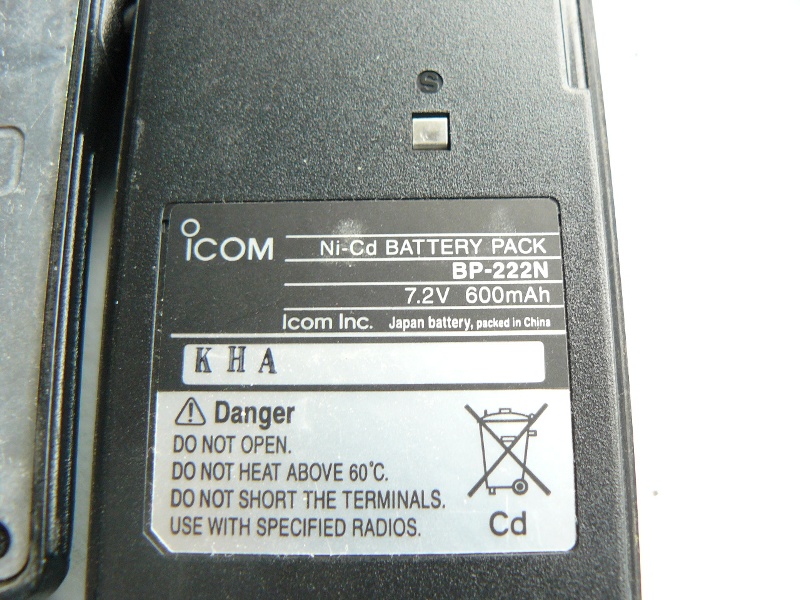 S
ICOM
Ni-Cd BATTERY PACK
BP-222N
7.2V 600mAh
Icom Inc. Japan battery, packed in China
KHA
Danger
DO NOT OPEN.
DO NOT HEAT ABOVE 60°C.
DO NOT SHORT THE TERMINALS.
USE WITH SPECIFIED RADIOS.
Cd